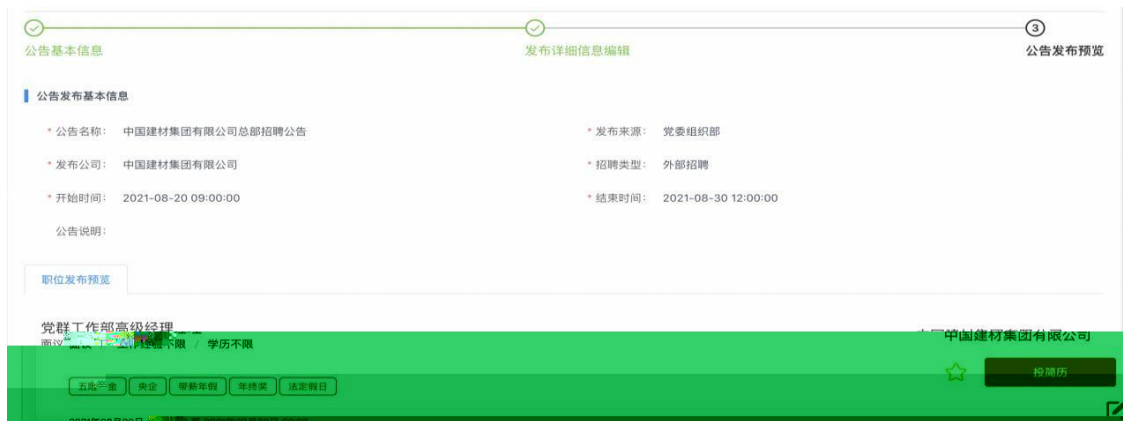 3
公告基本信息 发布详细信息编辑 公告发布预览
公告发布基本信息
* 公告名称： 中国建材集团有限公司总部招聘公告 * 发布来源： 党委组织部
* 发布公司： 中国建材集团有限公司 * 招聘类型： 外部招聘
* 开始时间： 2021-08-20 09:00:00 * 结束时间： 2021-08-30 12:00:00
公告说明：
职位发布预览
党群工作部高级经理
中国建材集团有限公司
面议 / 学历不限
投简历
央企 带薪年假 年终奖 法定假日